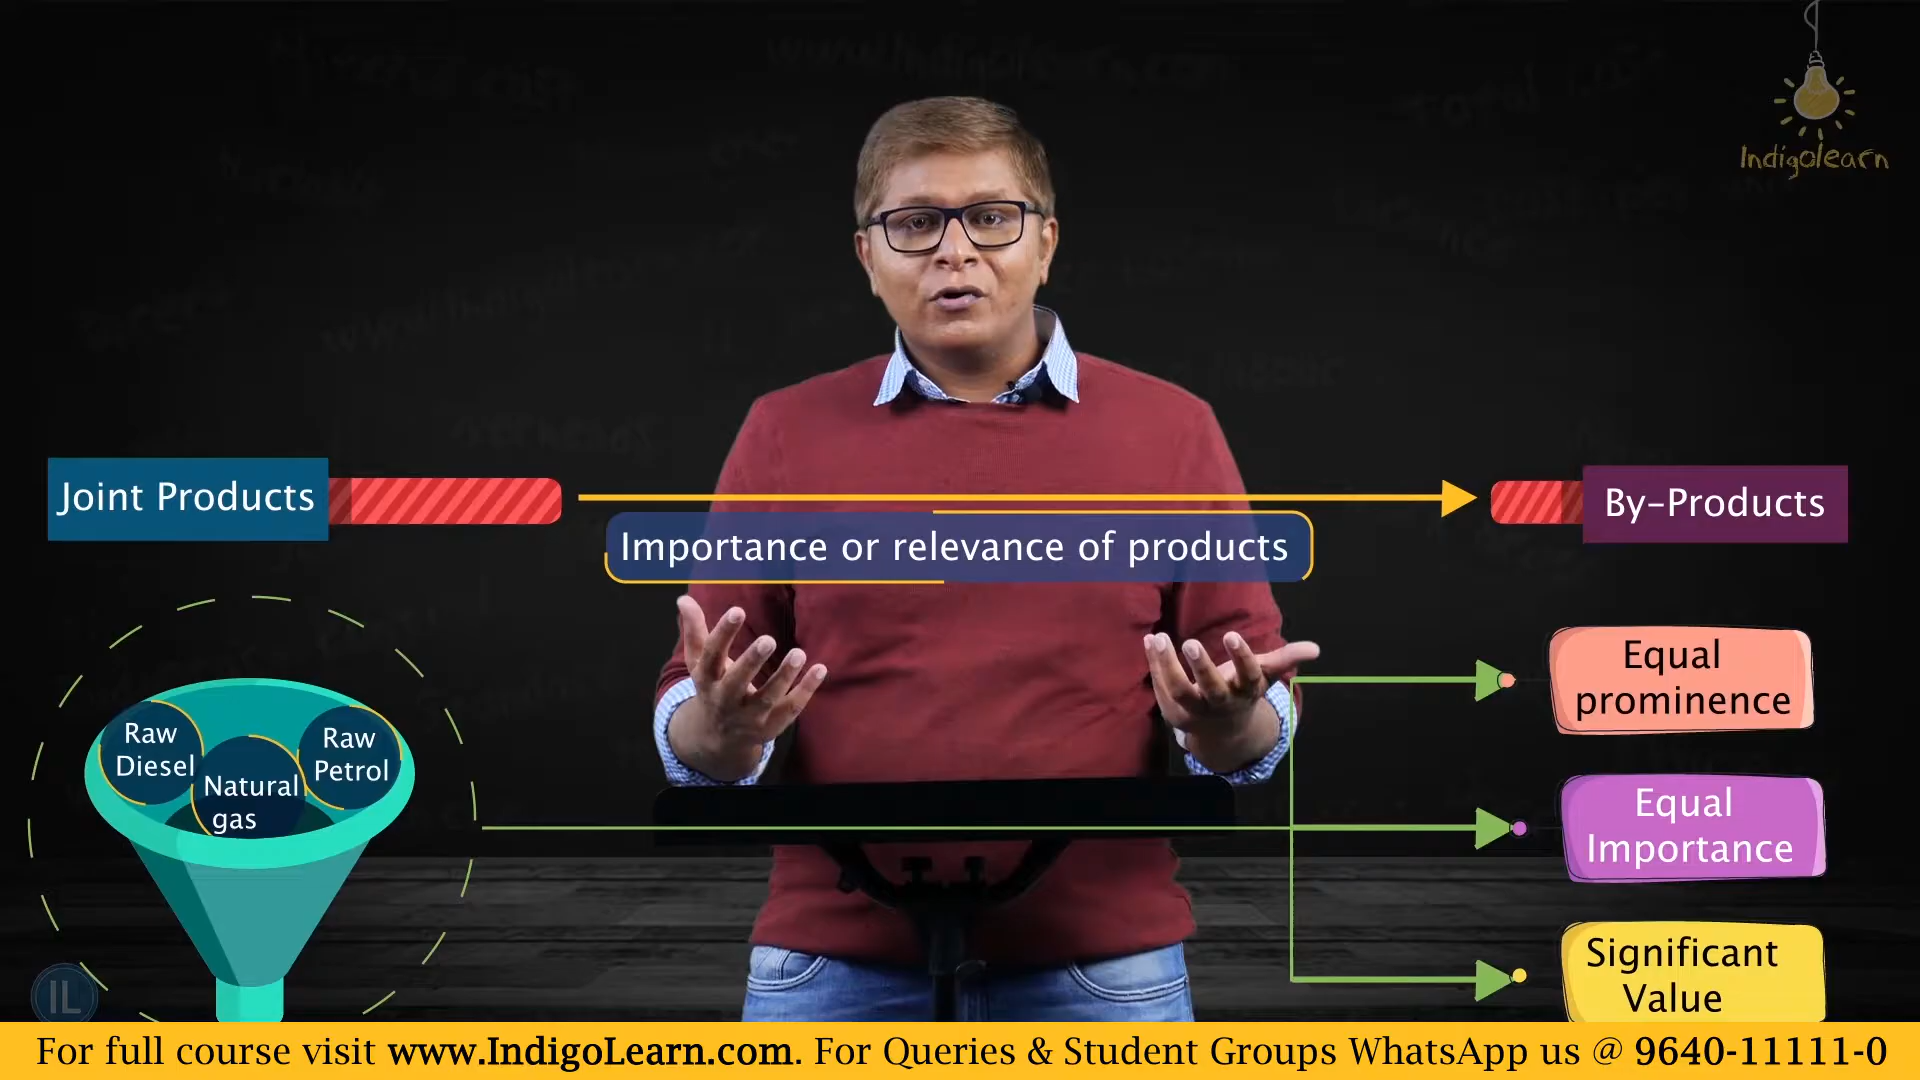 Indigolearn
Joint Products
By-Products
Importance or relevance of products
Raw
Diesel
Natural
gas
Raw
Petrol
Equal
prominence
Equal
Importance
Significant
Value
IL
For full course visit www.IndigoLearn.com. For Queries & Student Groups WhatsApp us @ 9640-11111-0